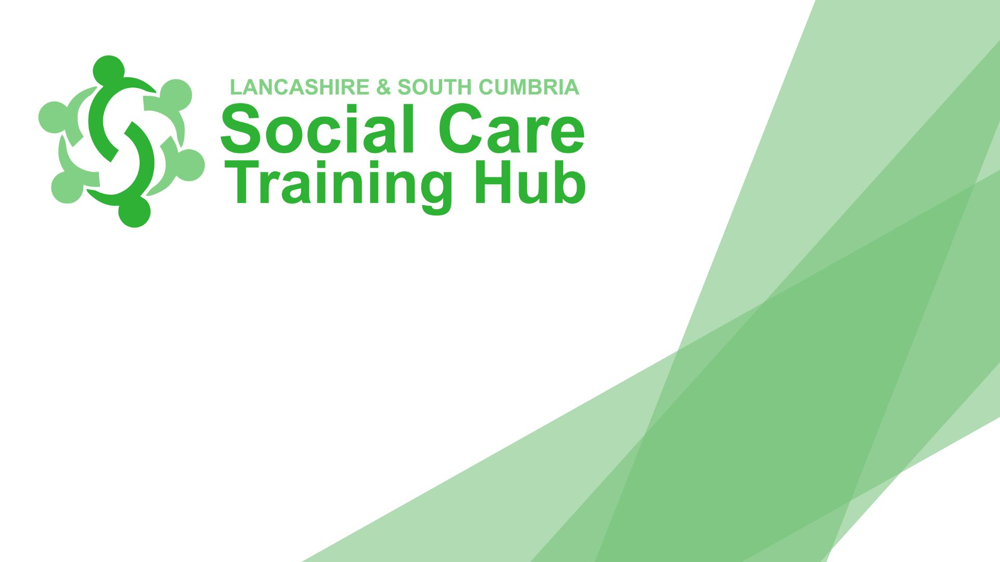 LANCASHIRE & SOUTH CUMBRIA
Social Care
Training Hub